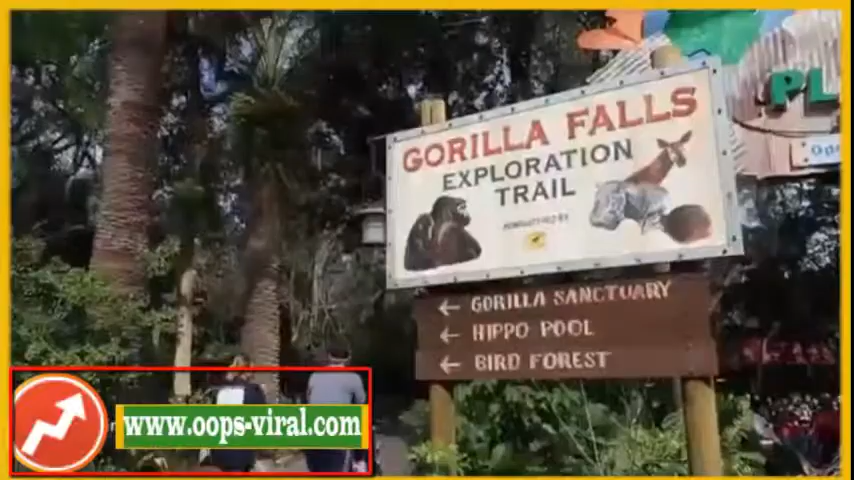 GORILLA FALLS
EXPLORATION
TRAIL
← GORILLA SANCTUARY
← HIPPO POOL
← BIRD FOREST
www.oops-viral.com